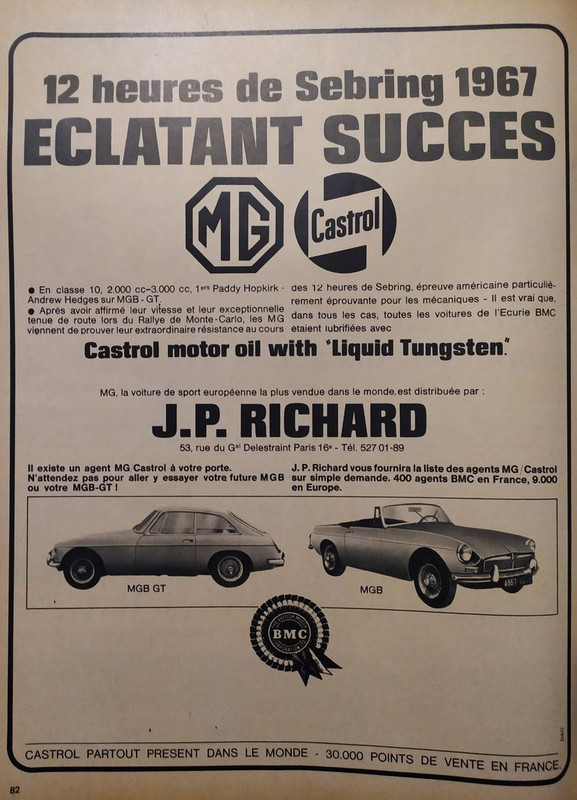 12 heures de Sebring 1967
ECLATANT SUCCES
MG
Castrol
● En classe 10, 2.000 cc-3.000 cc, 1ers Paddy Hopkirk -
Andrew Hedges sur MGB - GT.
● Après avoir affirmé leur vitesse et leur exceptionnelle
tenue de route lors du Rallye de Monte-Carlo, les MG
viennent de prouver leur extraordinaire résistance au cours
des 12 heures de Sebring, épreuve américaine particuliè-
rement éprouvante pour les mécaniques - Il est vrai que,
dans tous les cas, toutes les voitures de l'Ecurie BMC
étaient lubrifiées avec
Castrol motor oil with "Liquid Tungsten."
MG, la voiture de sport européenne la plus vendue dans le monde, est distribuée par :
J.P. RICHARD
53, rue du Gal Delestraint Paris 16e - Tél. 527 01-89
Il existe un agent MG Castrol à votre porte.
N'attendez pas pour aller y essayer votre future MGB
ou votre MGB-GT !
J. P. Richard vous fournira la liste des agents MG/Castrol
sur simple demande. 400 agents BMC en France, 9.000
en Europe.
MGB GT
MGB
4867
BMC
CASTROL PARTOUT PRESENT DANS LE MONDE - 30.000 POINTS DE VENTE EN FRANCE.
82